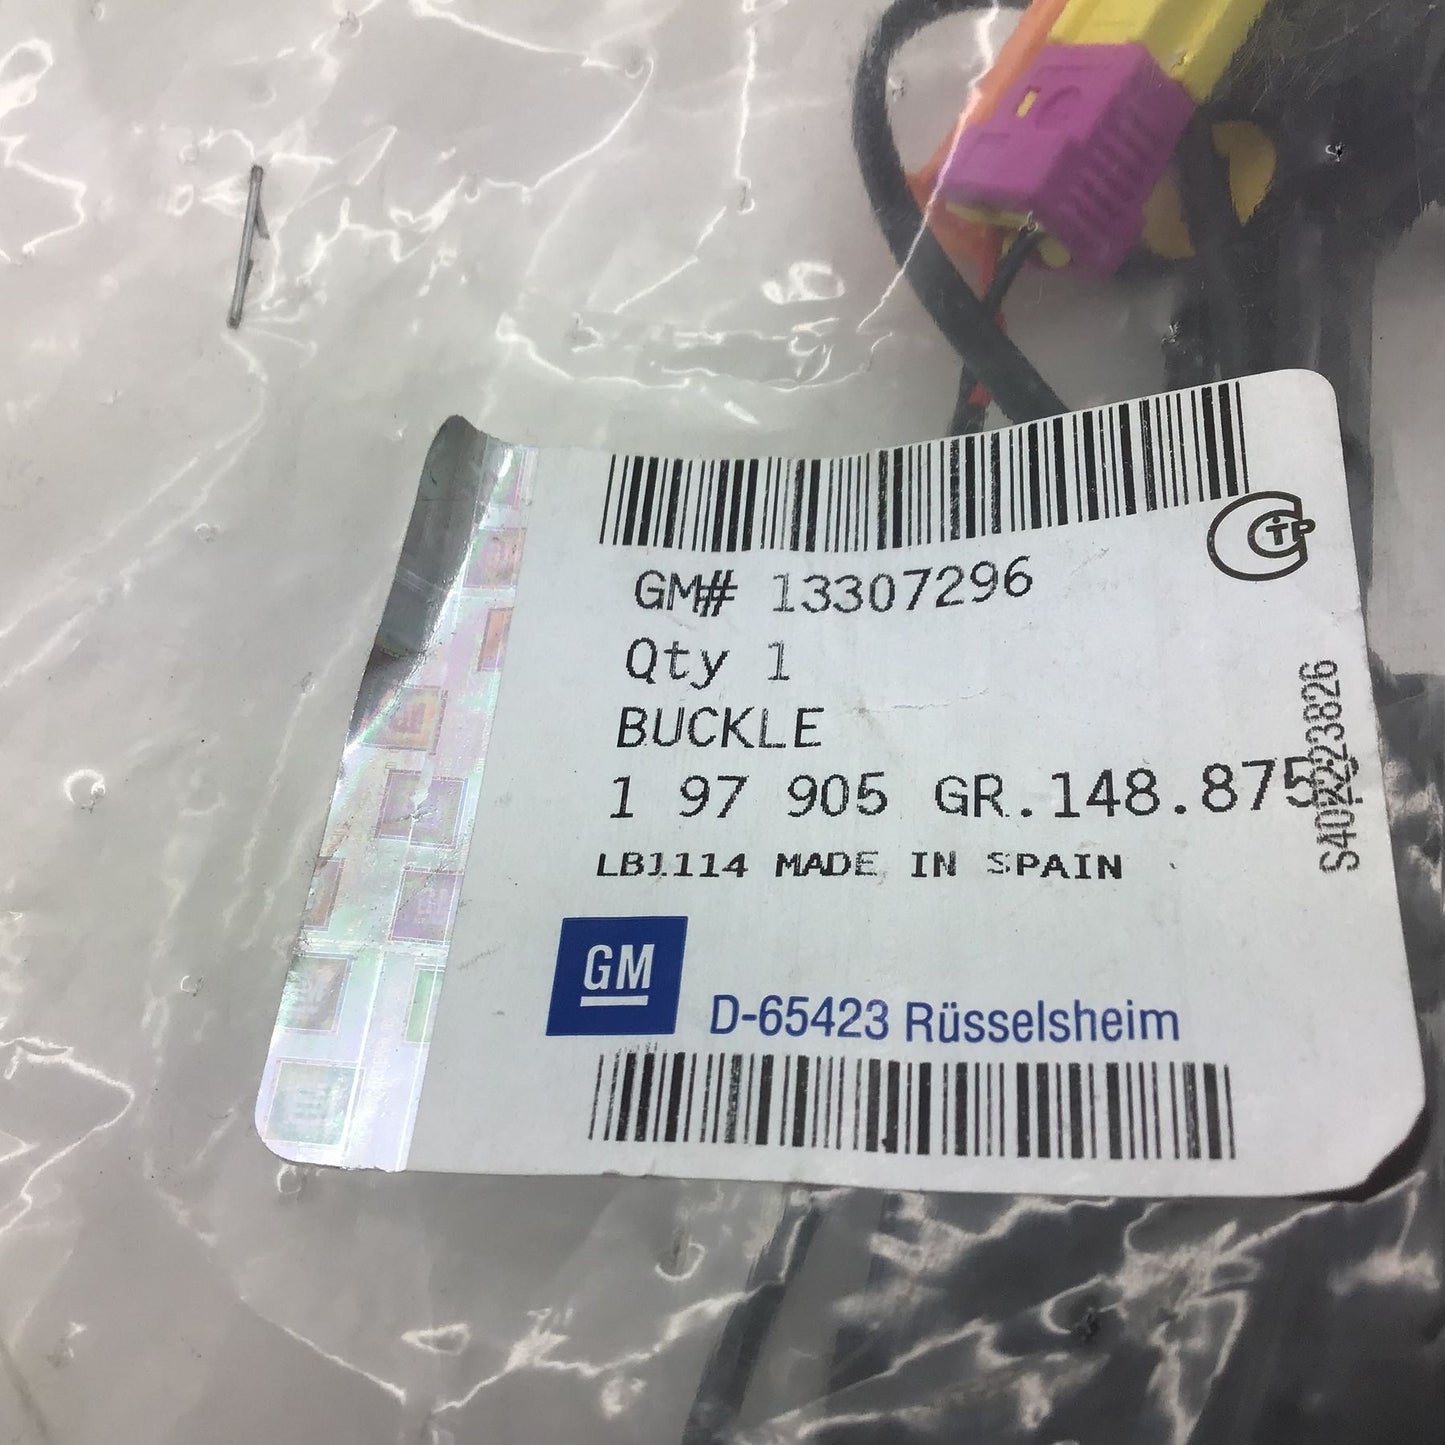 GM# 13307296
Qty 1
BUCKLE
1 97 905 GR.148.875
LB1114 MADE IN SPAIN
GM
D-65423 Rüsselsheim